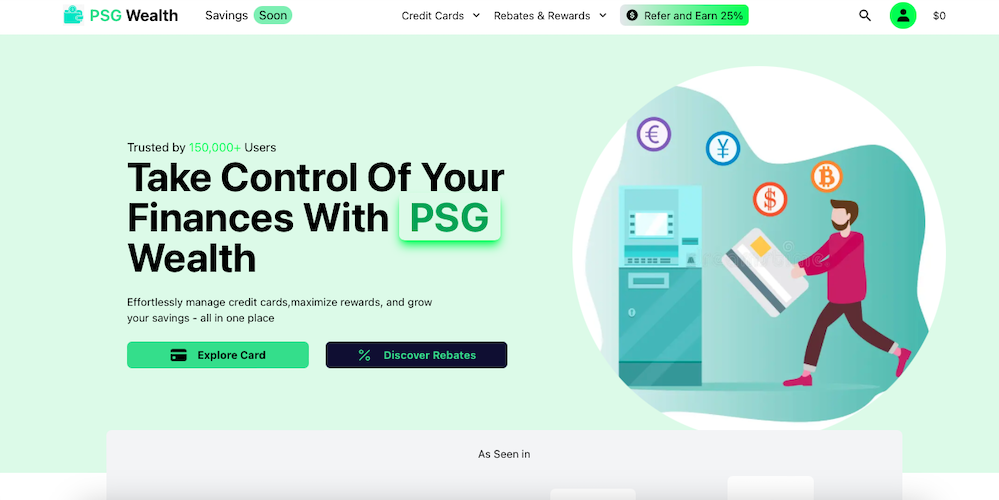 PSG Wealth
Savings Soon
Credit Cards
Rebates & Rewards
Refer and Earn 25%
$0
Trusted by 150,000+ Users
Take Control Of Your
Finances With PSG
Wealth
Effortlessly manage credit cards,maximize rewards, and grow
your savings - all in one place
Explore Card
Discover Rebates
As Seen in